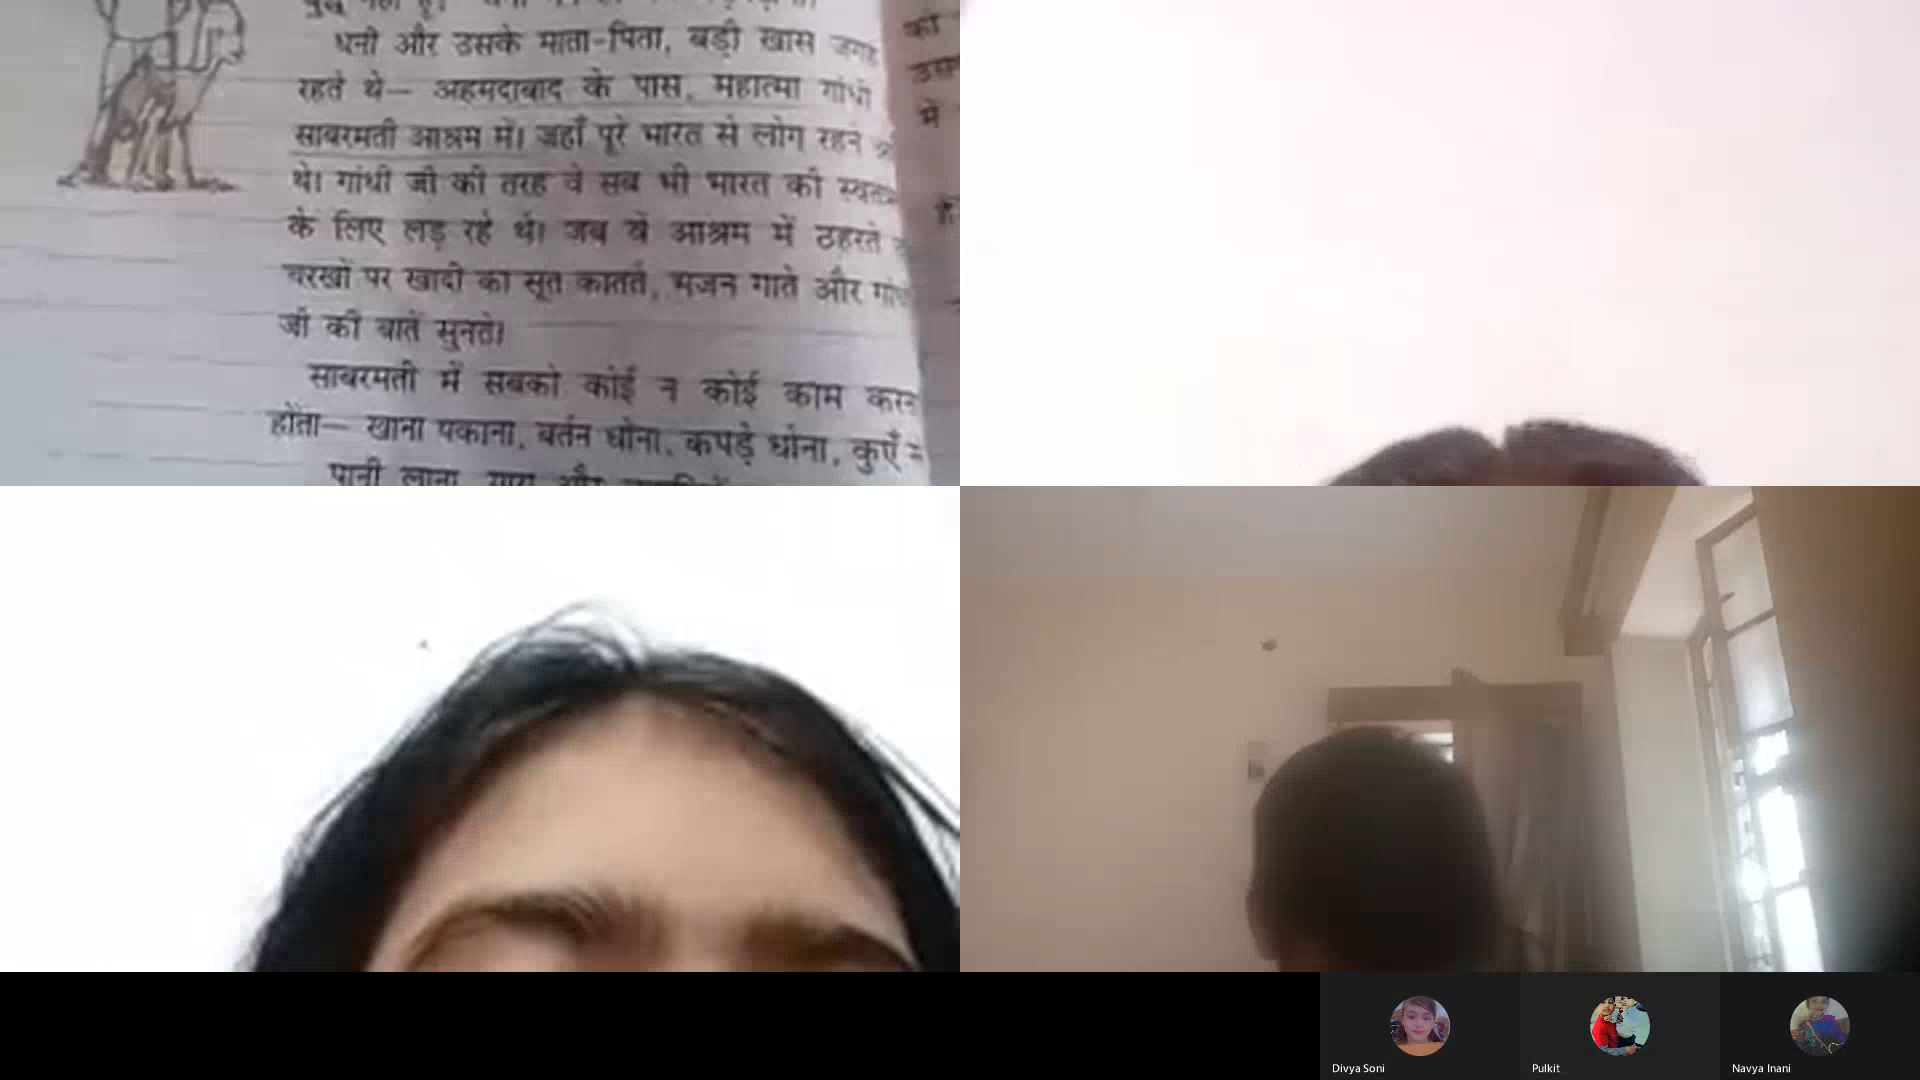 धनी और उसके माता-पिता, बड़ी खास जगह
रहते थे— अहमदाबाद के पास, महात्मा गांधी
साबरमती आश्रम में। जहाँ पूरे भारत से लोग रहने
थे। गांधी जी की तरह वे सब भी भारत की
के लिए लड़ रहे थे। जब वे आश्रम में ठहरते
चरखों पर खादी का सूत कातते, भजन गाते और
जी की बातें सुनते।
साबरमती में सबको कोई न कोई काम
होता— खाना पकाना, बर्तन धोना, कपड़े धोना, कुएँ
पानी लाना, और
को
में
Divya Soni
Pulkit
Navya Inani